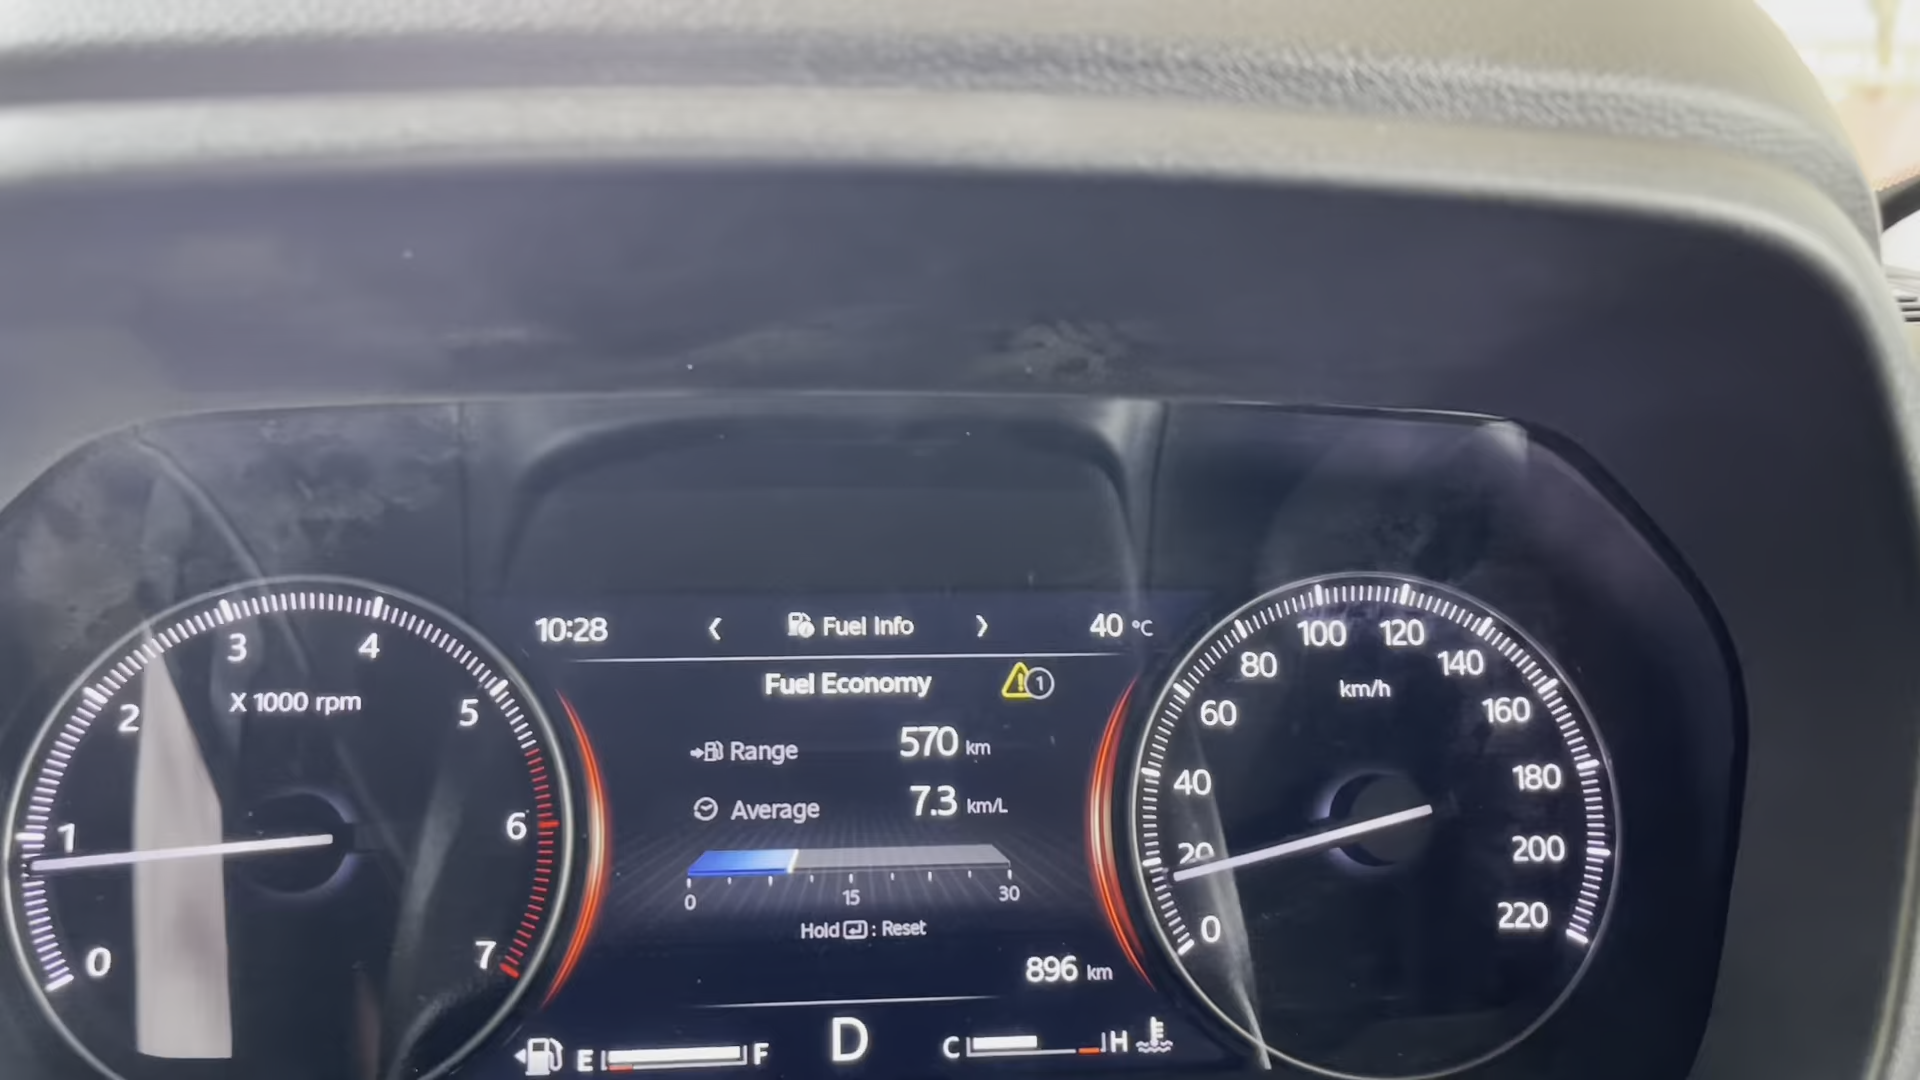 10:28 < Fuel Info > 40 °C
Fuel Economy 1
Range 570 km
Average 7.3 km/L
0 15 30
Hold : Reset
896 km
E F D C H
0 1 2 3 4 5 6 7
X 1000 rpm
0 20 40 60 80 100 120 140 160 180 200 220
km/h